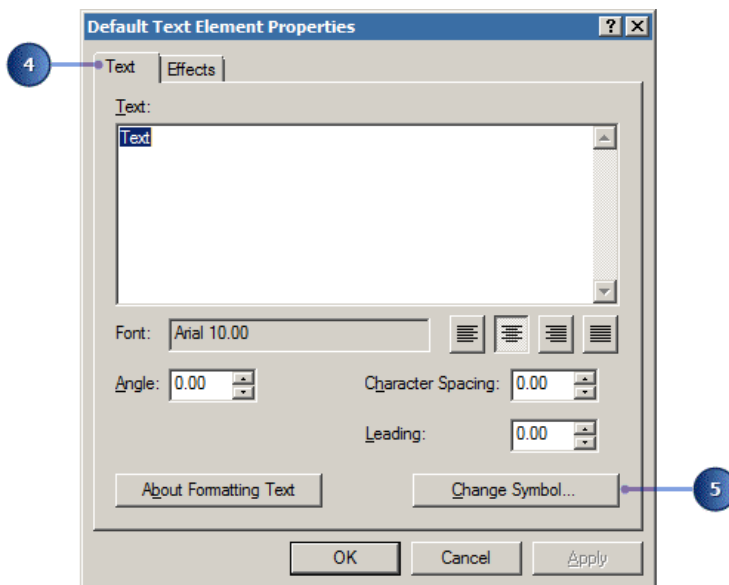 Default Text Element Properties
4
Text Effects
Text:
Text
Font: Arial 10.00
Angle: 0.00 Character Spacing: 0.00
Leading: 0.00
About Formatting Text Change Symbol...
5
OK Cancel Apply